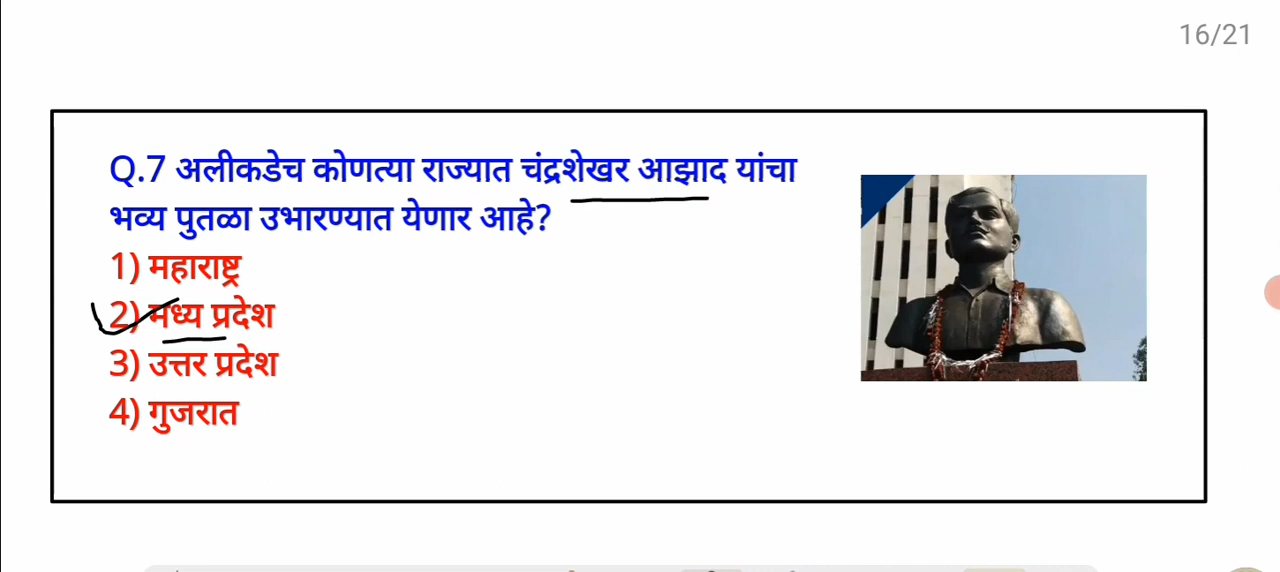 16/21
Q.7 अलीकडेच कोणत्या राज्यात चंद्रशेखर आझाद यांचा
भव्य पुतळा उभारण्यात येणार आहे?
1) महाराष्ट्र
2) मध्य प्रदेश
3) उत्तर प्रदेश
4) गुजरात